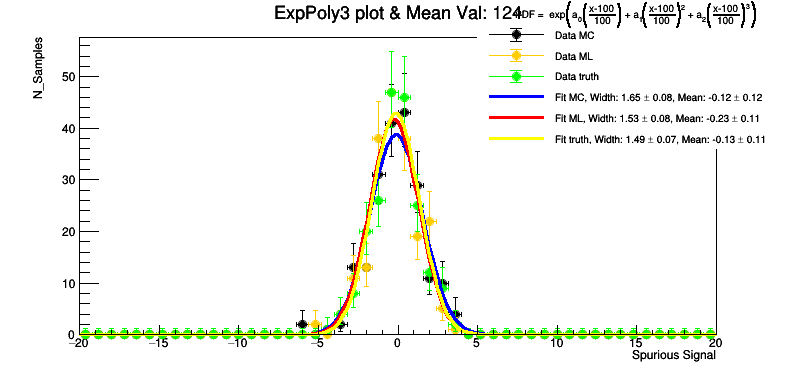 ExpPoly3 plot & Mean Val: 124
PDF = exp(a0(x-100/100) + a1(x-100/100)^2 + a2(x-100/100)^3)
Data MC
Data ML
Data truth
Fit MC, Width: 1.65 ± 0.08, Mean: -0.12 ± 0.12
Fit ML, Width: 1.53 ± 0.08, Mean: -0.23 ± 0.11
Fit truth, Width: 1.49 ± 0.07, Mean: -0.13 ± 0.11
N_Samples
50
40
30
20
10
0
−20 −15 −10 −5 0 5 10 15 20
Spurious Signal